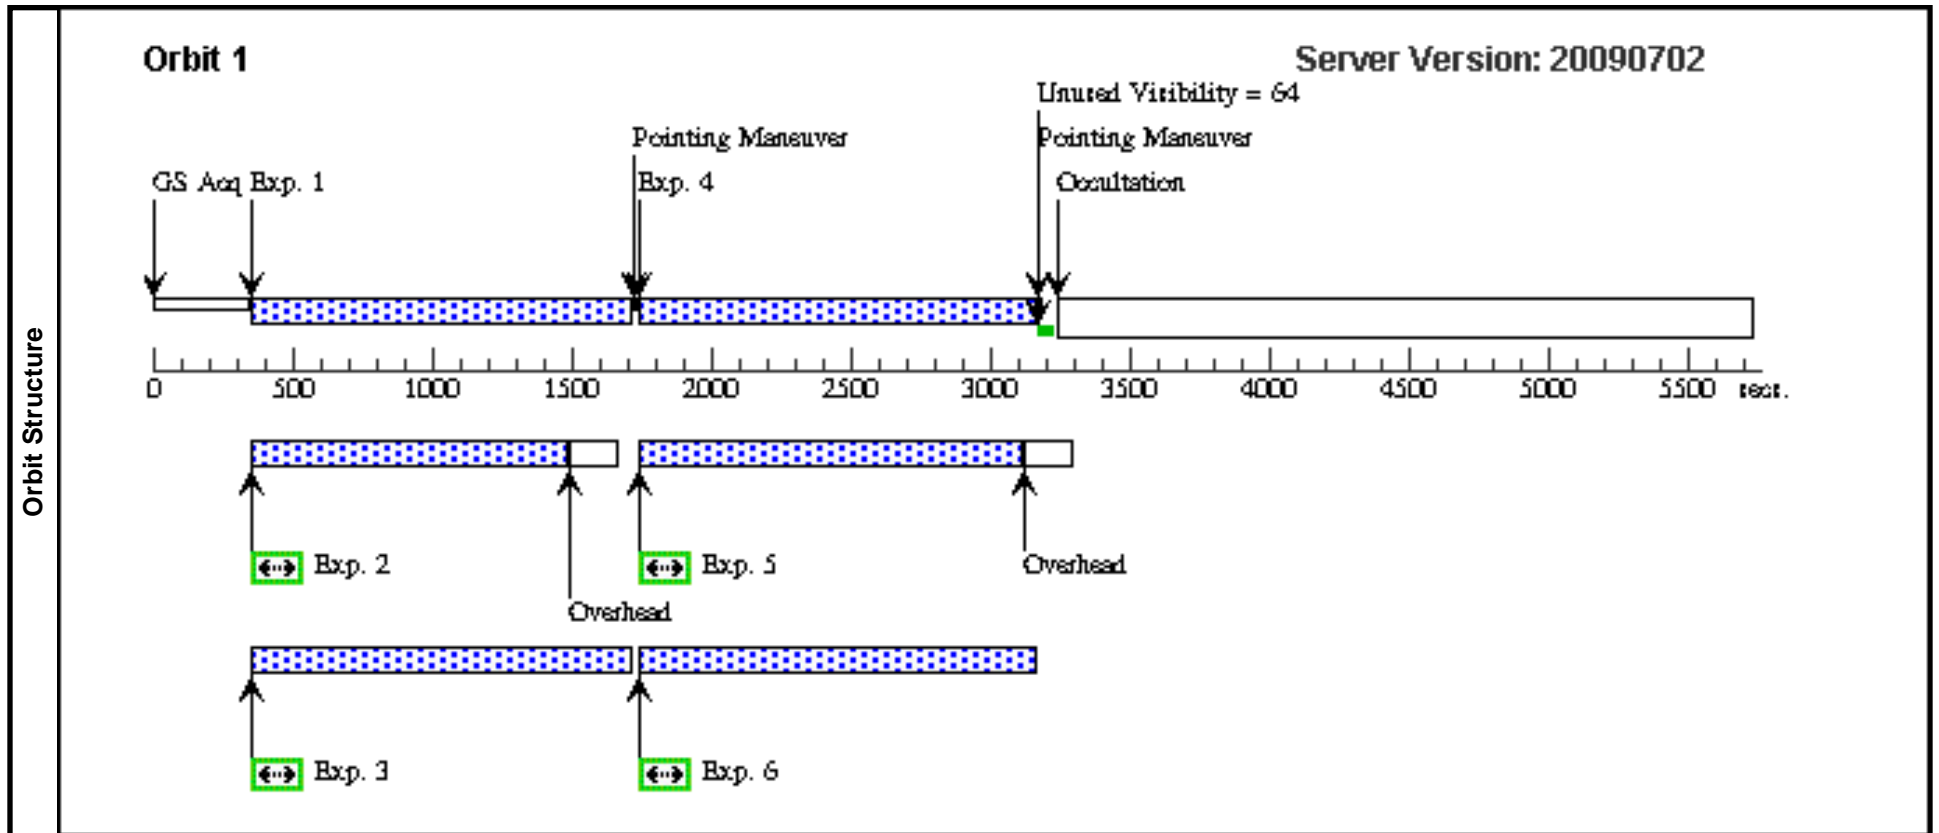 Orbit Structure
Orbit 1
Server Version: 20090702
Unused Visibility = 64
Pointing Maneuver
Pointing Maneuver
GS Acq
Exp. 1
Exp. 4
Occultation
0 500 1000 1500 2000 2500 3000 3500 4000 4500 5000 5500 secs.
Exp. 2
Exp. 5
Overhead
Overhead
Exp. 3
Exp. 6